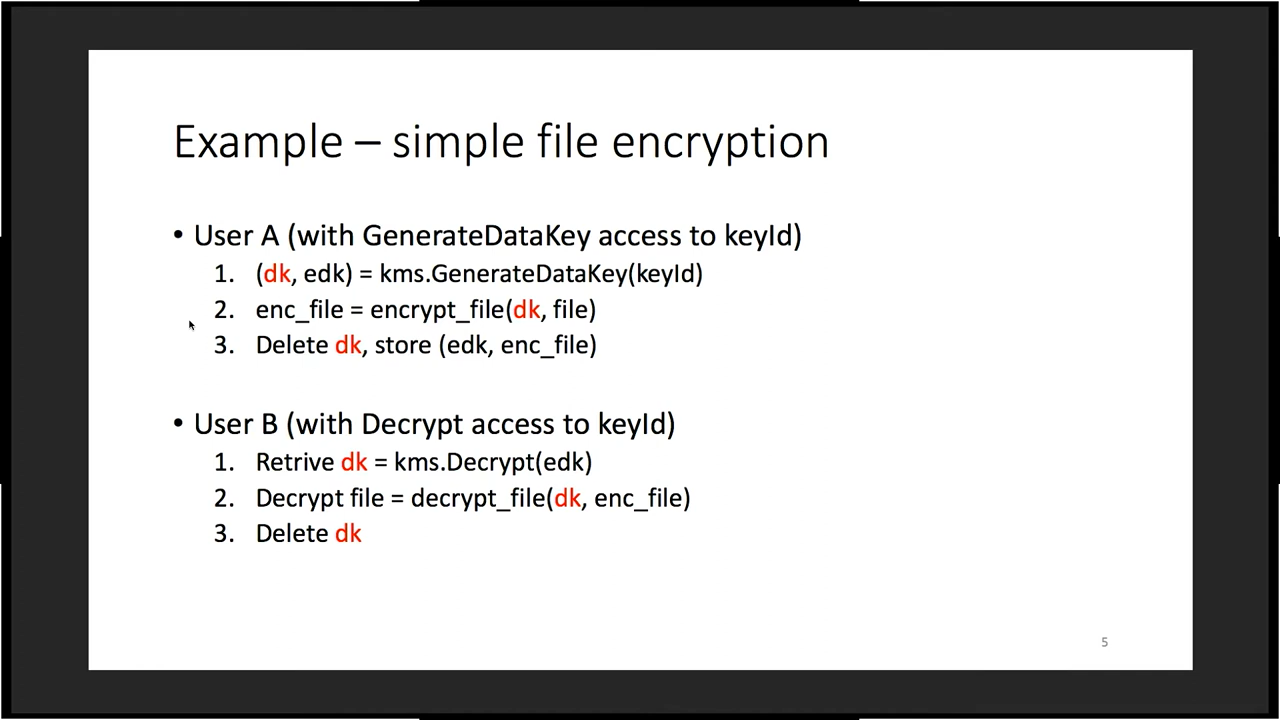 Example – simple file encryption
• User A (with GenerateDataKey access to keyId)
1. (dk, edk) = kms.GenerateDataKey(keyId)
2. enc_file = encrypt_file(dk, file)
3. Delete dk, store (edk, enc_file)
• User B (with Decrypt access to keyId)
1. Retrive dk = kms.Decrypt(edk)
2. Decrypt file = decrypt_file(dk, enc_file)
3. Delete dk
5